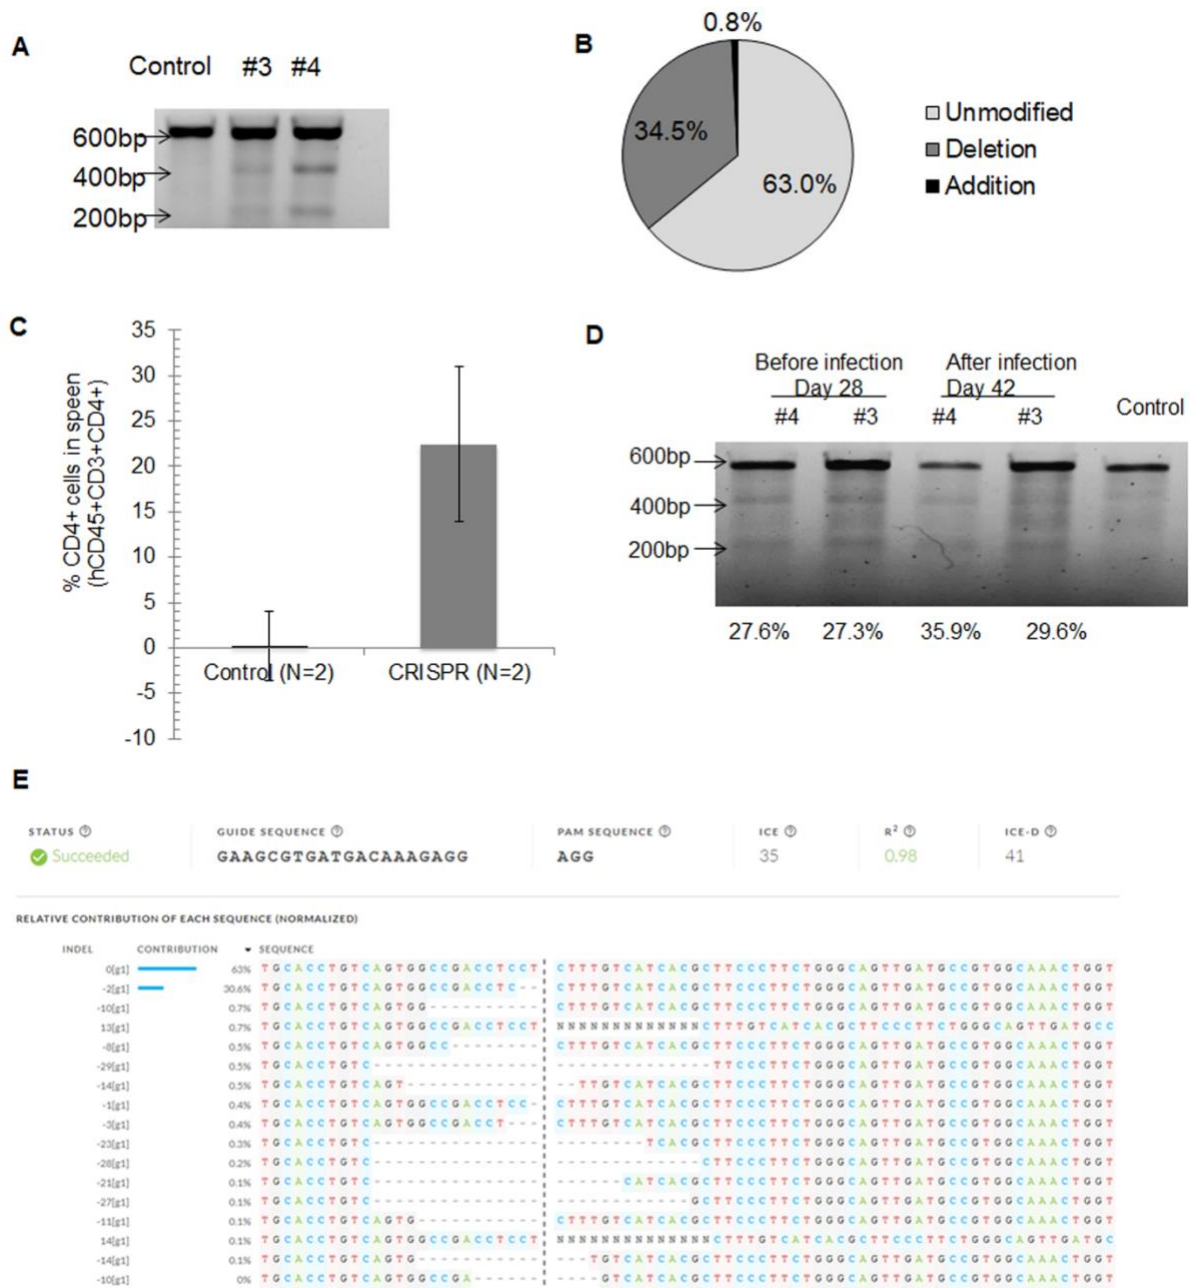 A
Control #3 #4
600bp
400bp
200bp
B
0.8%
34.5%
63.0%
Unmodified
Deletion
Addition
C
% CD4+ cells in speen
(hCD45+CD3+CD4+)
35
30
25
20
15
10
5
0
-5
-10
Control (N=2)
CRISPR (N=2)
D
Before infection After infection
Day 28 Day 42
#4 #3 #4 #3 Control
600bp
400bp
200bp
27.6% 27.3% 35.9% 29.6%
E
STATUS GUIDE SEQUENCE PAM SEQUENCE ICE R² ICE-D
Succeeded GAAGCGTGATGACAAAGAGG AGG 35 0.98 41
RELATIVE CONTRIBUTION OF EACH SEQUENCE (NORMALIZED)
INDEL CONTRIBUTION SEQUENCE
0[g1] 63% TGCACCTGTCAGTGGCCGACCTCCT CTTTGTCATCACGCTTCCCTTCTGGGCAGTTGATGCCGTGGCAAACTGGT
-2[g1] 30.6% TGCACCTGTCAGTGGCCGACCTC-- CTTTGTCATCACGCTTCCCTTCTGGGCAGTTGATGCCGTGGCAAACTGGT
-10[g1] 0.7% TGCACCTGTCAGTGG---------- CTTTGTCATCACGCTTCCCTTCTGGGCAGTTGATGCCGTGGCAAACTGGT
13[g1] 0.7% TGCACCTGTCAGTGGCCGACCTCCT NNNNNNNNNNNNNCTTTGTCATCACGCTTCCCTTCTGGGCAGTTGATGCC
-8[g1] 0.5% TGCACCTGTCAGTGGCC-------- CTTTGTCATCACGCTTCCCTTCTGGGCAGTTGATGCCGTGGCAAACTGGT
-29[g1] 0.5% TGCACCTGTC--------------- --------------TTCCCTTCTGGGCAGTTGATGCCGTGGCAAACTGGT
-14[g1] 0.5% TGCACCTGTCAGT------------ --TTGTCATCACGCTTCCCTTCTGGGCAGTTGATGCCGTGGCAAACTGGT
-1[g1] 0.4% TGCACCTGTCAGTGGCCGACCTCC- CTTTGTCATCACGCTTCCCTTCTGGGCAGTTGATGCCGTGGCAAACTGGT
-3[g1] 0.4% TGCACCTGTCAGTGGCCGACCT--- CTTTGTCATCACGCTTCCCTTCTGGGCAGTTGATGCCGTGGCAAACTGGT
-23[g1] 0.3% TGCACCTGTC--------------- --------TCACGCTTCCCTTCTGGGCAGTTGATGCCGTGGCAAACTGGT
-28[g1] 0.2% TGCACCTGTC--------------- -------------CTTCCCTTCTGGGCAGTTGATGCCGTGGCAAACTGGT
-21[g1] 0.1% TGCACCTGTC--------------- ------CATCACGCTTCCCTTCTGGGCAGTTGATGCCGTGGCAAACTGGT
-27[g1] 0.1% TGCACCTGTC--------------- ------------GCTTCCCTTCTGGGCAGTTGATGCCGTGGCAAACTGGT
-11[g1] 0.1% TGCACCTGTCAGTG----------- CTTTGTCATCACGCTTCCCTTCTGGGCAGTTGATGCCGTGGCAAACTGGT
14[g1] 0.1% TGCACCTGTCAGTGGCCGACCTCCT NNNNNNNNNNNNNNCTTTGTCATCACGCTTCCCTTCTGGGCAGTTGATGC
-14[g1] 0.1% TGCACCTGTCAGTG----------- ---TGTCATCACGCTTCCCTTCTGGGCAGTTGATGCCGTGGCAAACTGGT
-10[g1] 0% TGCACCTGTCAGTGGCCGA------ ----GTCATCACGCTTCCCTTCTGGGCAGTTGATGCCGTGGCAAACTGGT